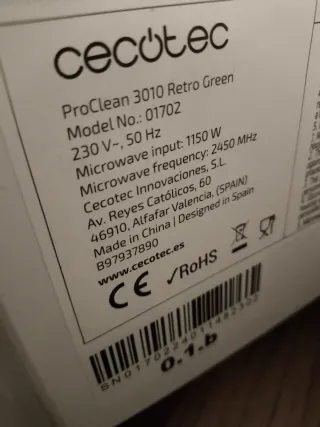 cecotec
ProClean 3010 Retro Green
Model No.: 01702
230 V~, 50 Hz
Microwave input: 1150 W
Microwave frequency: 2450 MHz
Cecotec Innovaciones, S.L.
Av. Reyes Católicos, 60
46910, Alfafar Valencia, (SPAIN)
Made in China | Designed in Spain
B97937890
www.cecotec.es
CE ✓RoHS
0.1.b